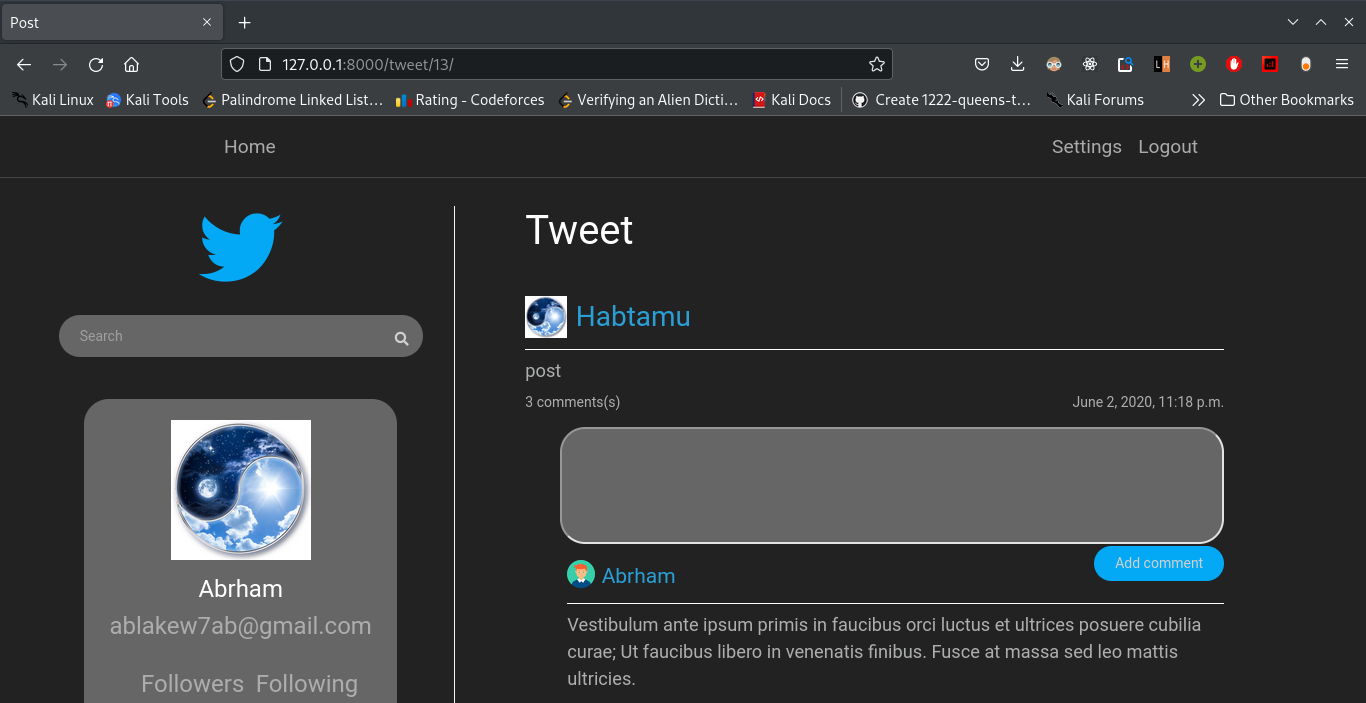 Post
127.0.0.1:8000/tweet/13/
Kali Linux Kali Tools Palindrome Linked List… Rating - Codeforces Verifying an Alien Dicti… Kali Docs Create 1222-queens-t… Kali Forums Other Bookmarks
Home Settings Logout
Tweet
Search
Abrham
ablakew7ab@gmail.com
Followers Following
Habtamu
post
3 comments(s) June 2, 2020, 11:18 p.m.
Add comment
Abrham
Vestibulum ante ipsum primis in faucibus orci luctus et ultrices posuere cubilia
curae; Ut faucibus libero in venenatis finibus. Fusce at massa sed leo mattis
ultricies.